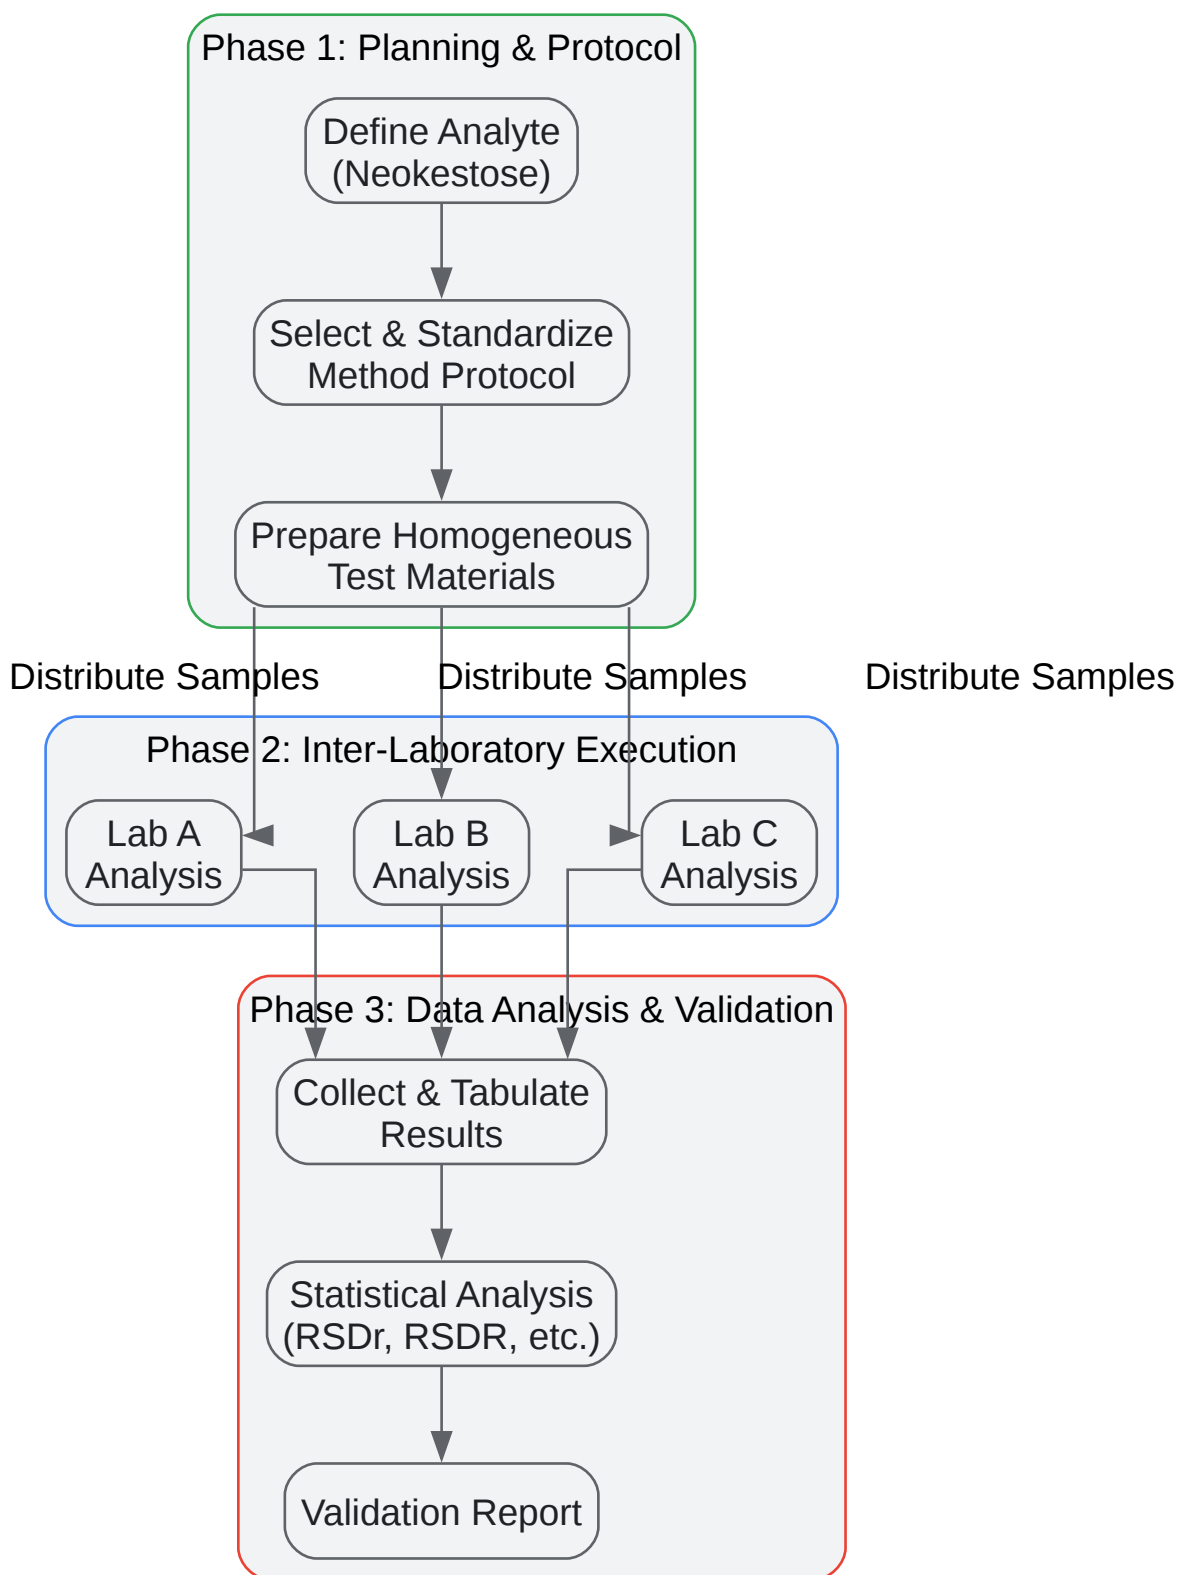 Phase 1: Planning & Protocol
Define Analyte
(Neokestose)
Select & Standardize
Method Protocol
Prepare Homogeneous
Test Materials
Distribute Samples
Distribute Samples
Distribute Samples
Phase 2: Inter-Laboratory Execution
Lab A
Analysis
Lab B
Analysis
Lab C
Analysis
Phase 3: Data Analysis & Validation
Collect & Tabulate
Results
Statistical Analysis
(RSDr, RSDR, etc.)
Validation Report